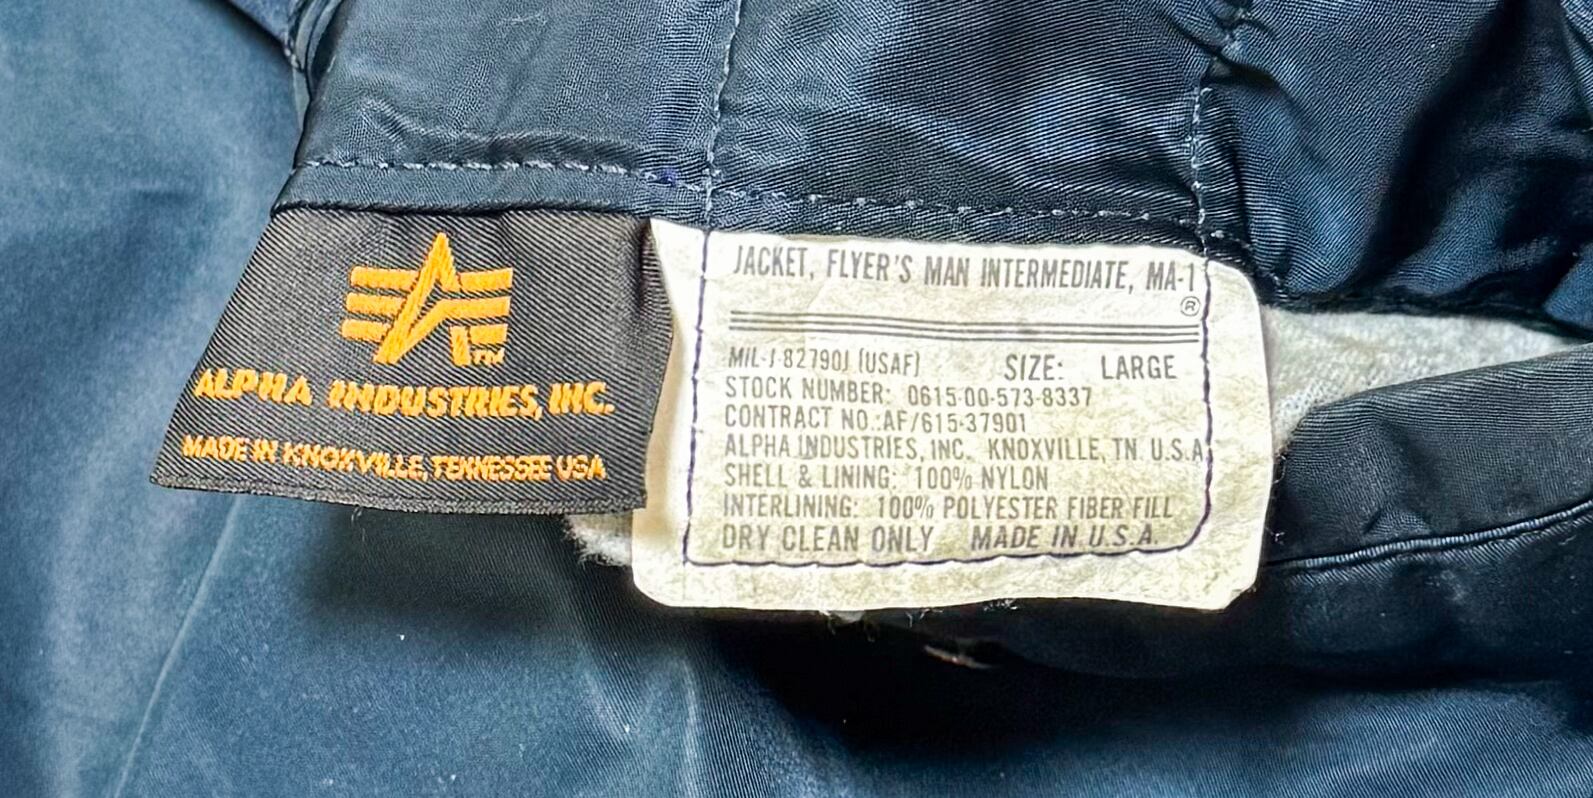 TM
ALPHA INDUSTRIES, INC.
MADE IN KNOXVILLE, TENNESSEE USA
JACKET, FLYER'S MAN INTERMEDIATE, MA-1
®
MIL-J-82790J (USAF) SIZE: LARGE
STOCK NUMBER: 0615-00-573-8337
CONTRACT NO.:AF/615-37901
ALPHA INDUSTRIES, INC. KNOXVILLE, TN U.S.A.
SHELL & LINING: 100% NYLON
INTERLINING: 100% POLYESTER FIBER FILL
DRY CLEAN ONLY MADE IN U.S.A.